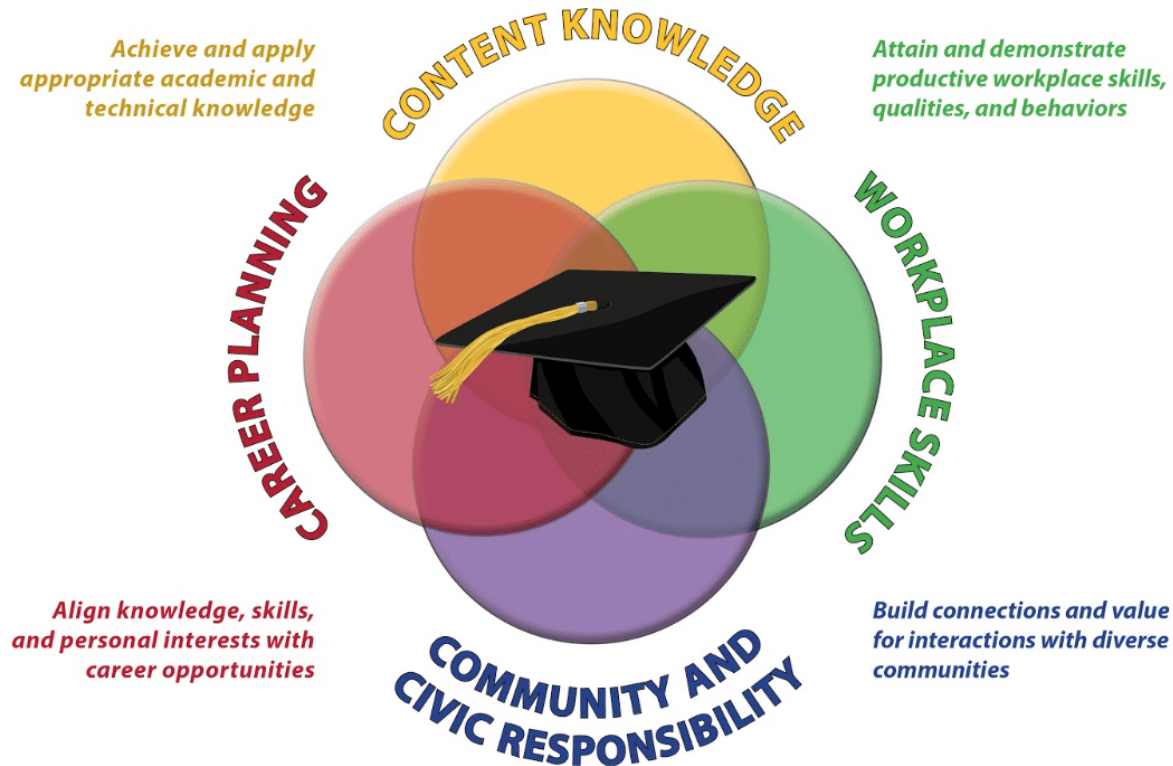 CONTENT KNOWLEDGE
Achieve and apply
appropriate academic and
technical knowledge
Attain and demonstrate
productive workplace skills,
qualities, and behaviors
CAREER PLANNING
WORKPLACE SKILLS
Align knowledge, skills,
and personal interests with
career opportunities
Build connections and value
for interactions with diverse
communities
COMMUNITY AND
CIVIC RESPONSIBILITY